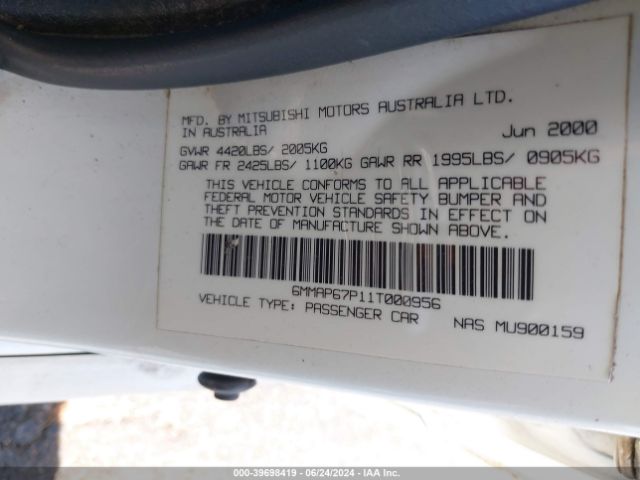 MFD. BY MITSUBISHI MOTORS AUSTRALIA LTD.
IN AUSTRALIA
Jun 2000
GVWR 4420LBS/ 2005KG
GAWR FR 2425LBS/ 1100KG GAWR RR 1995LBS/ 0905KG
THIS VEHICLE CONFORMS TO ALL APPLICABLE
FEDERAL MOTOR VEHICLE SAFETY BUMPER AND
THEFT PREVENTION STANDARDS IN EFFECT ON
THE DATE OF MANUFACTURE SHOWN ABOVE.
6MMAP67P11T000956
VEHICLE TYPE: PASSENGER CAR
NAS MU900159
000-39698419 | 06/24/2024 | IAA Inc.